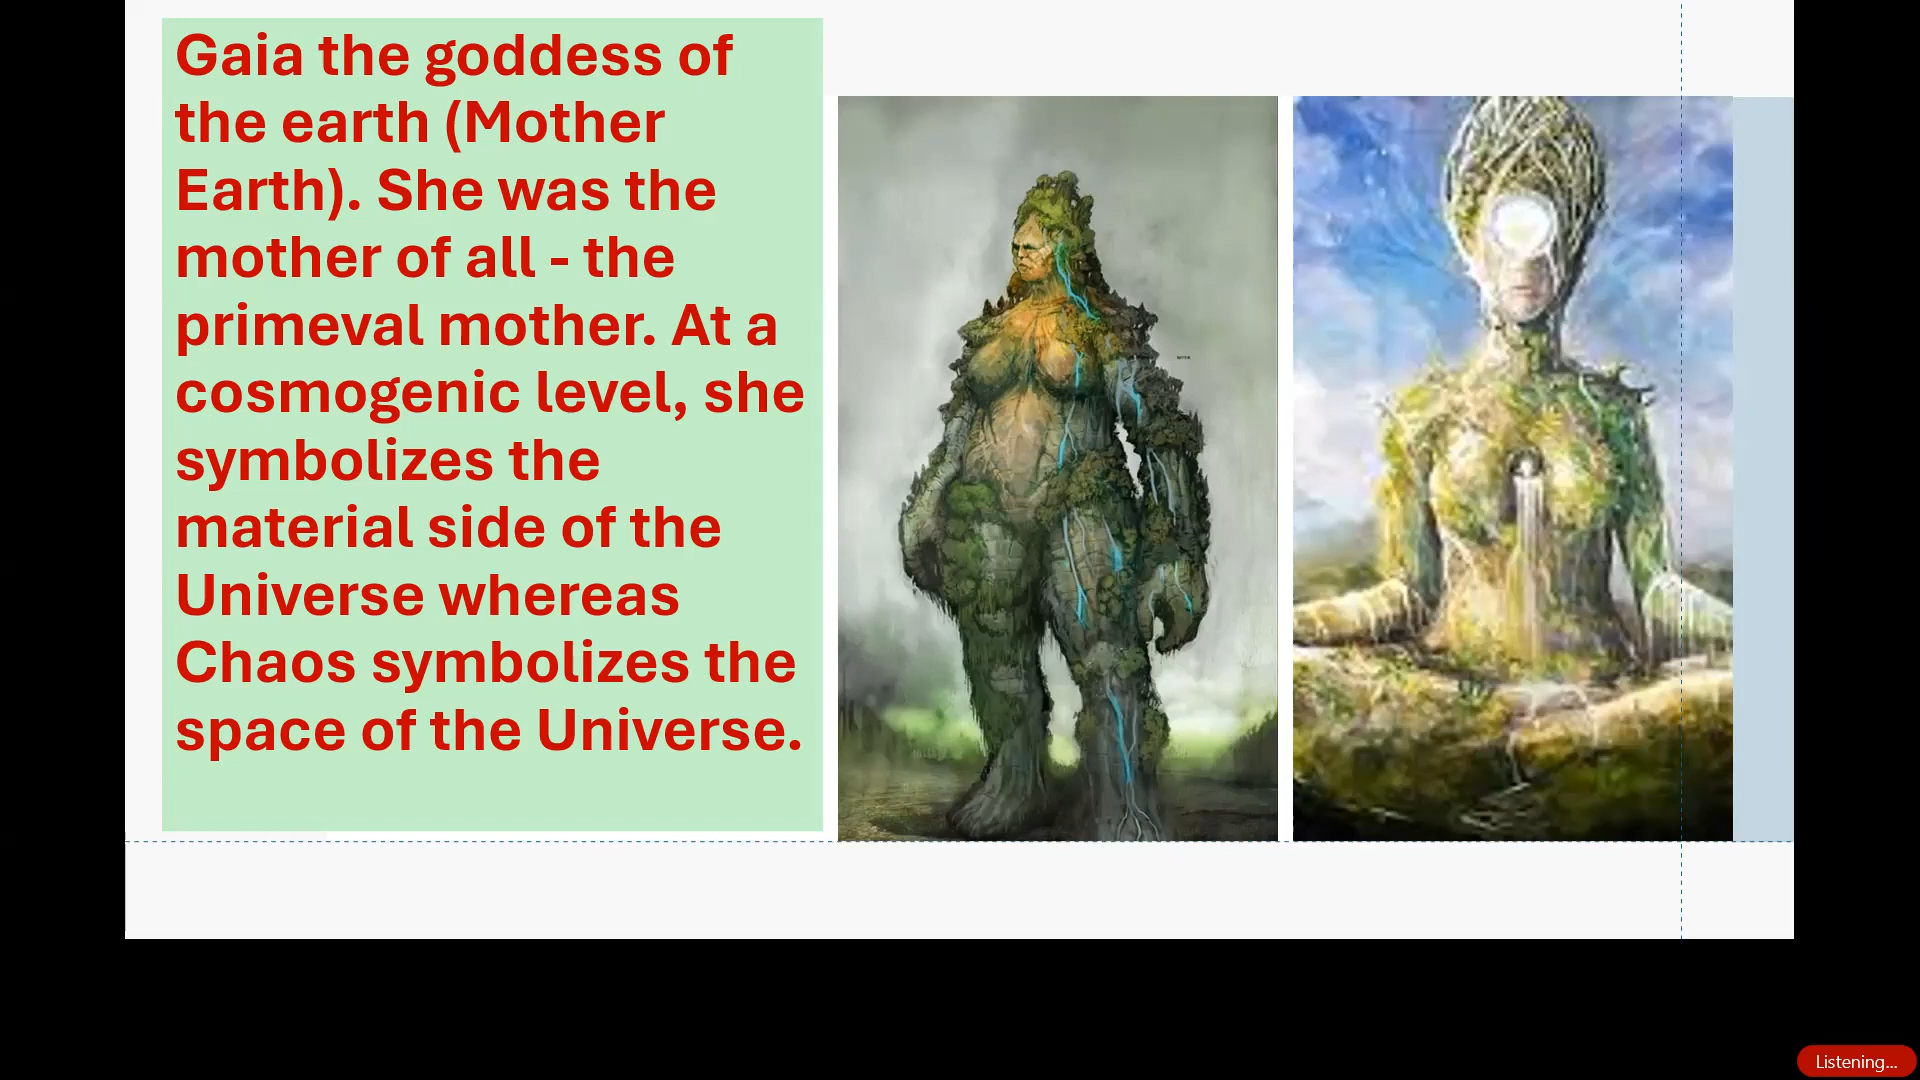 Gaia the goddess of
the earth (Mother
Earth). She was the
mother of all - the
primeval mother. At a
cosmogenic level, she
symbolizes the
material side of the
Universe whereas
Chaos symbolizes the
space of the Universe.
Listening...